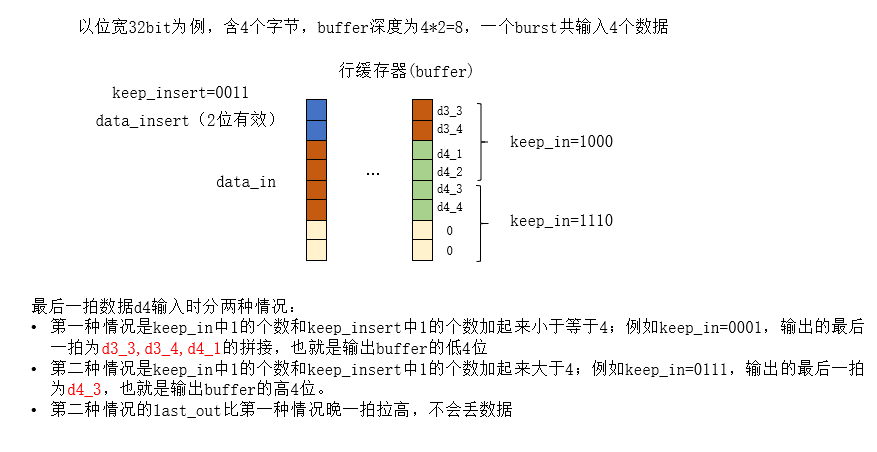 以位宽32bit为例，含4个字节，buffer深度为4*2=8，一个burst共输入4个数据
行缓存器(buffer)
keep_insert=0011
data_insert（2位有效）
data_in
...
d3_3
d3_4
d4_1
d4_2
d4_3
d4_4
0
0
keep_in=1000
keep_in=1110
最后一拍数据d4输入时分两种情况：
• 第一种情况是keep_in中1的个数和keep_insert中1的个数加起来小于等于4；例如keep_in=0001，输出的最后
一拍为d3_3,d3_4,d4_1的拼接，也就是输出buffer的低4位
• 第二种情况是keep_in中1的个数和keep_insert中1的个数加起来大于4；例如keep_in=0111，输出的最后一拍
为d4_3，也就是输出buffer的高4位。
• 第二种情况的last_out比第一种情况晚一拍拉高，不会丢数据